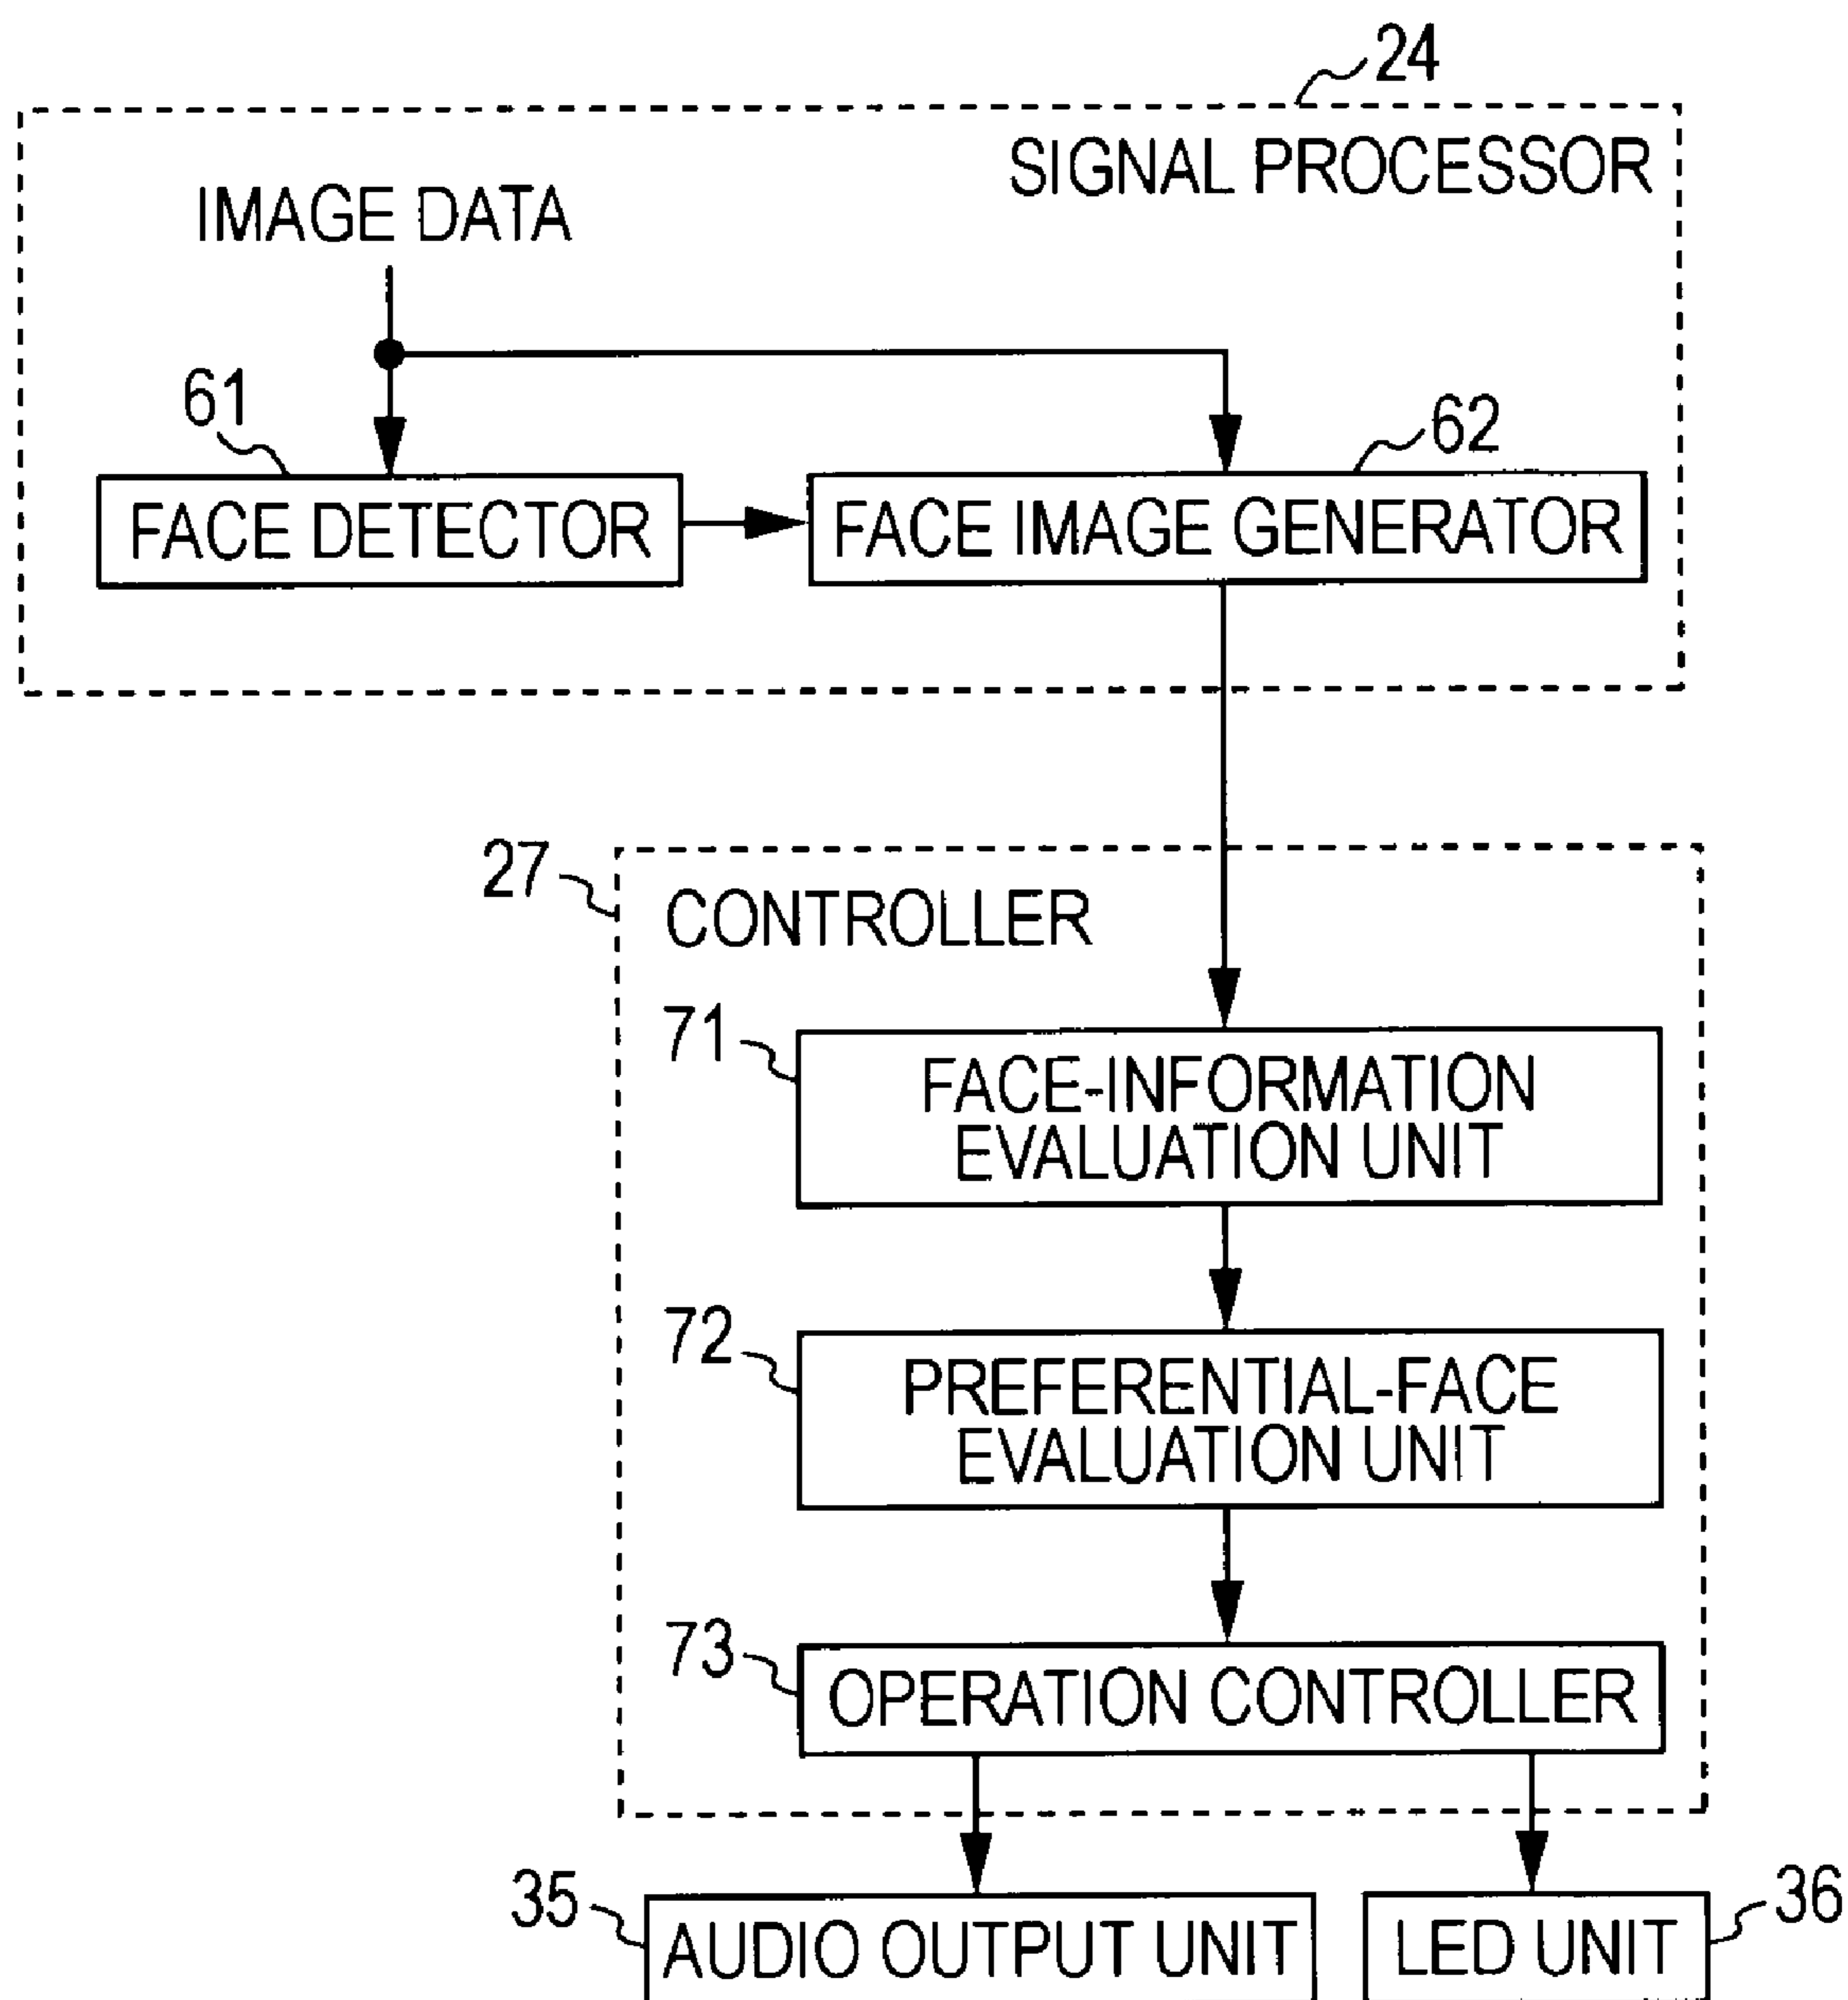 24
SIGNAL PROCESSOR
IMAGE DATA
61
62
FACE DETECTOR
FACE IMAGE GENERATOR
27
CONTROLLER
71
FACE-INFORMATION
EVALUATION UNIT
72
PREFERENTIAL-FACE
EVALUATION UNIT
73
OPERATION CONTROLLER
35
36
AUDIO OUTPUT UNIT
LED UNIT